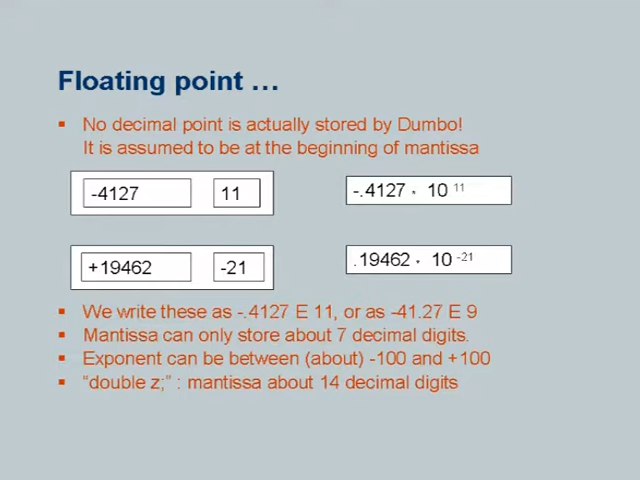 Floating point …
▪ No decimal point is actually stored by Dumbo!
It is assumed to be at the beginning of mantissa
-4127 11 -.4127 · 10 11
+19462 -21 .19462 · 10 -21
▪ We write these as -.4127 E 11, or as -41.27 E 9
▪ Mantissa can only store about 7 decimal digits.
▪ Exponent can be between (about) -100 and +100
▪ “double z;“ : mantissa about 14 decimal digits